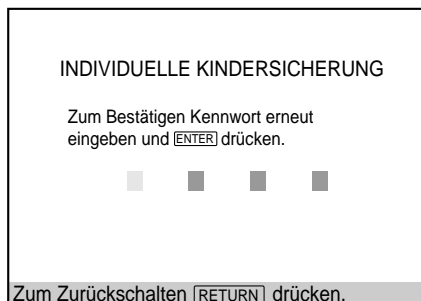 INDIVIDUELLE KINDERSICHERUNG
Zum Bestätigen Kennwort erneut
eingeben und ENTER drücken.
Zum Zurückschalten RETURN drücken.